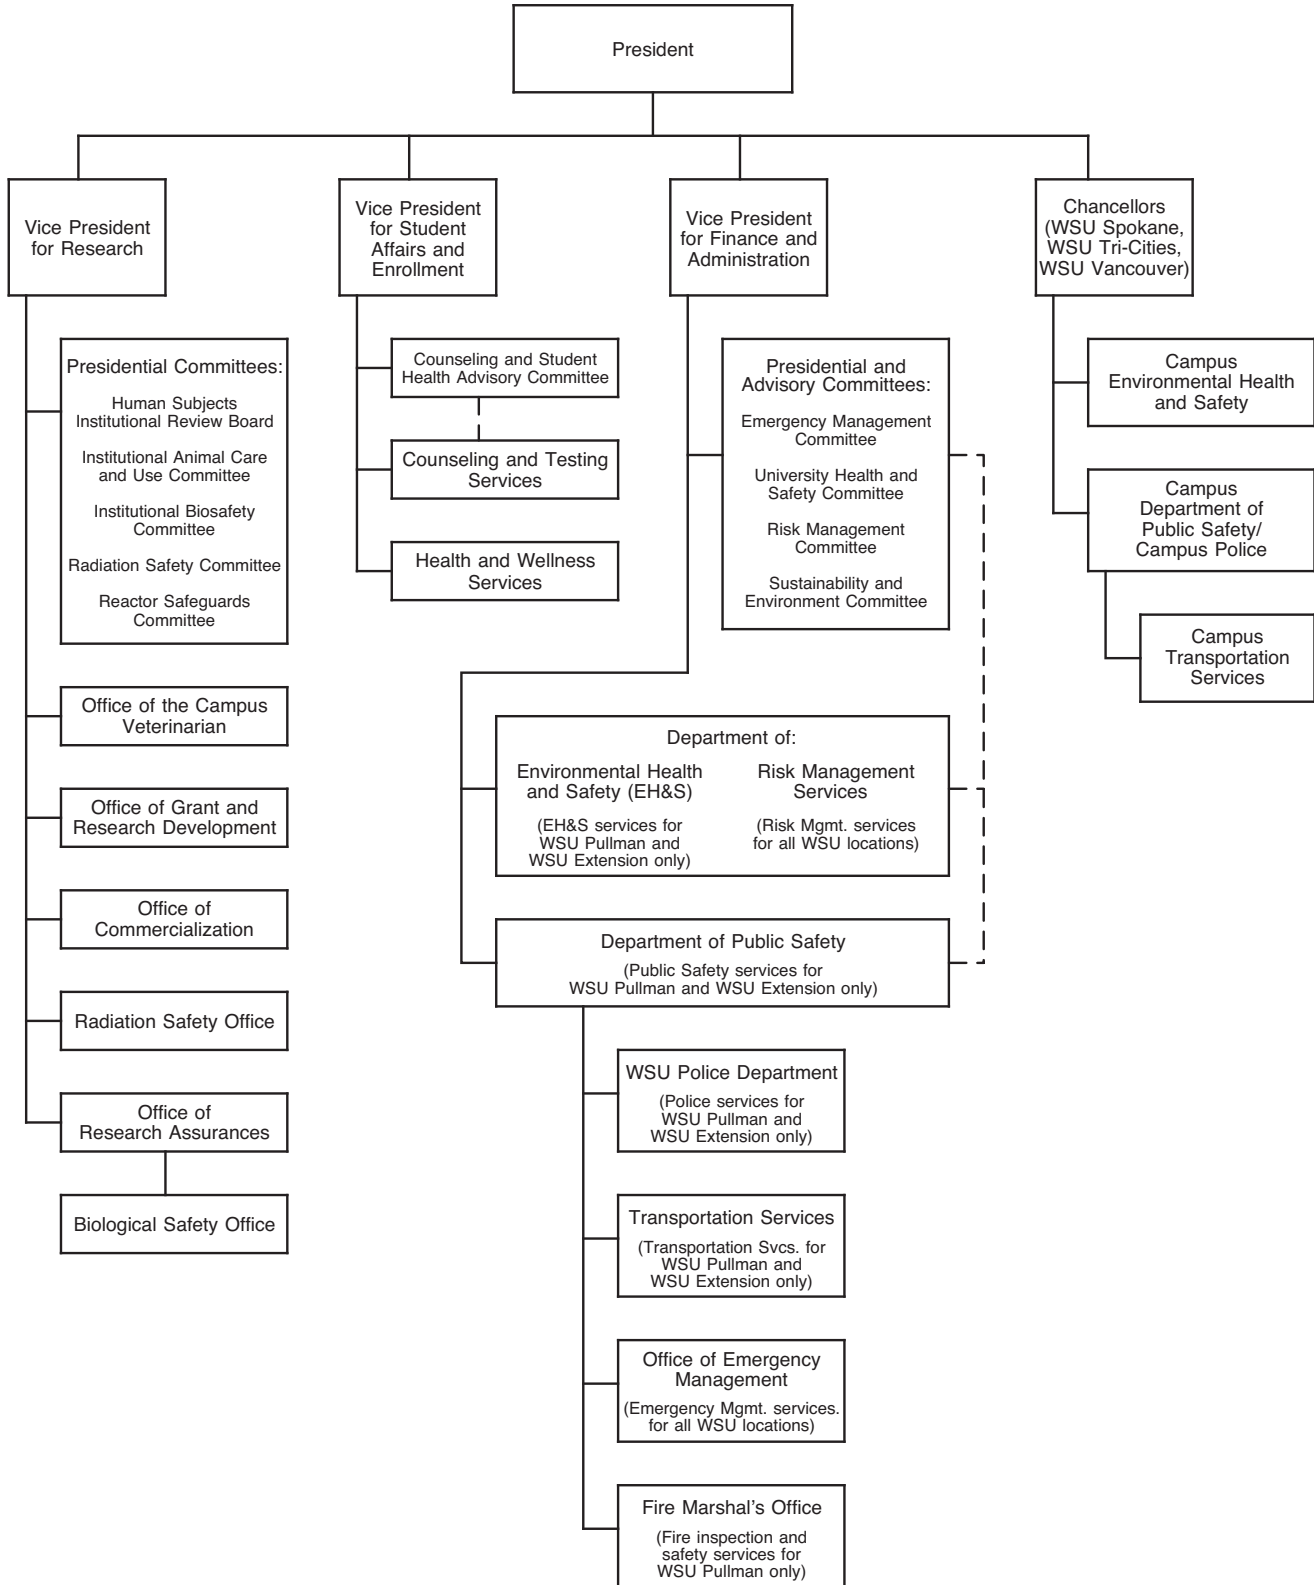 President
Vice President
for Research
Vice President
for Student
Affairs and
Enrollment
Vice President
for Finance and
Administration
Chancellors
(WSU Spokane,
WSU Tri-Cities,
WSU Vancouver)
Presidential Committees:
Human Subjects
Institutional Review Board
Institutional Animal Care
and Use Committee
Institutional Biosafety
Committee
Radiation Safety Committee
Reactor Safeguards
Committee
Office of the Campus
Veterinarian
Office of Grant and
Research Development
Office of
Commercialization
Radiation Safety Office
Office of
Research Assurances
Biological Safety Office
Counseling and Student
Health Advisory Committee
Counseling and Testing
Services
Health and Wellness
Services
Presidential and
Advisory Committees:
Emergency Management
Committee
University Health and
Safety Committee
Risk Management
Committee
Sustainability and
Environment Committee
Department of:
Environmental Health
and Safety (EH&S)
(EH&S services for
WSU Pullman and
WSU Extension only)
Risk Management
Services
(Risk Mgmt. services
for all WSU locations)
Department of Public Safety
(Public Safety services for
WSU Pullman and WSU Extension only)
WSU Police Department
(Police services for
WSU Pullman and
WSU Extension only)
Transportation Services
(Transportation Svcs. for
WSU Pullman and
WSU Extension only)
Office of Emergency
Management
(Emergency Mgmt. services.
for all WSU locations)
Fire Marshal's Office
(Fire inspection and
safety services for
WSU Pullman only)
Campus
Environmental Health
and Safety
Campus
Department of
Public Safety/
Campus Police
Campus
Transportation
Services